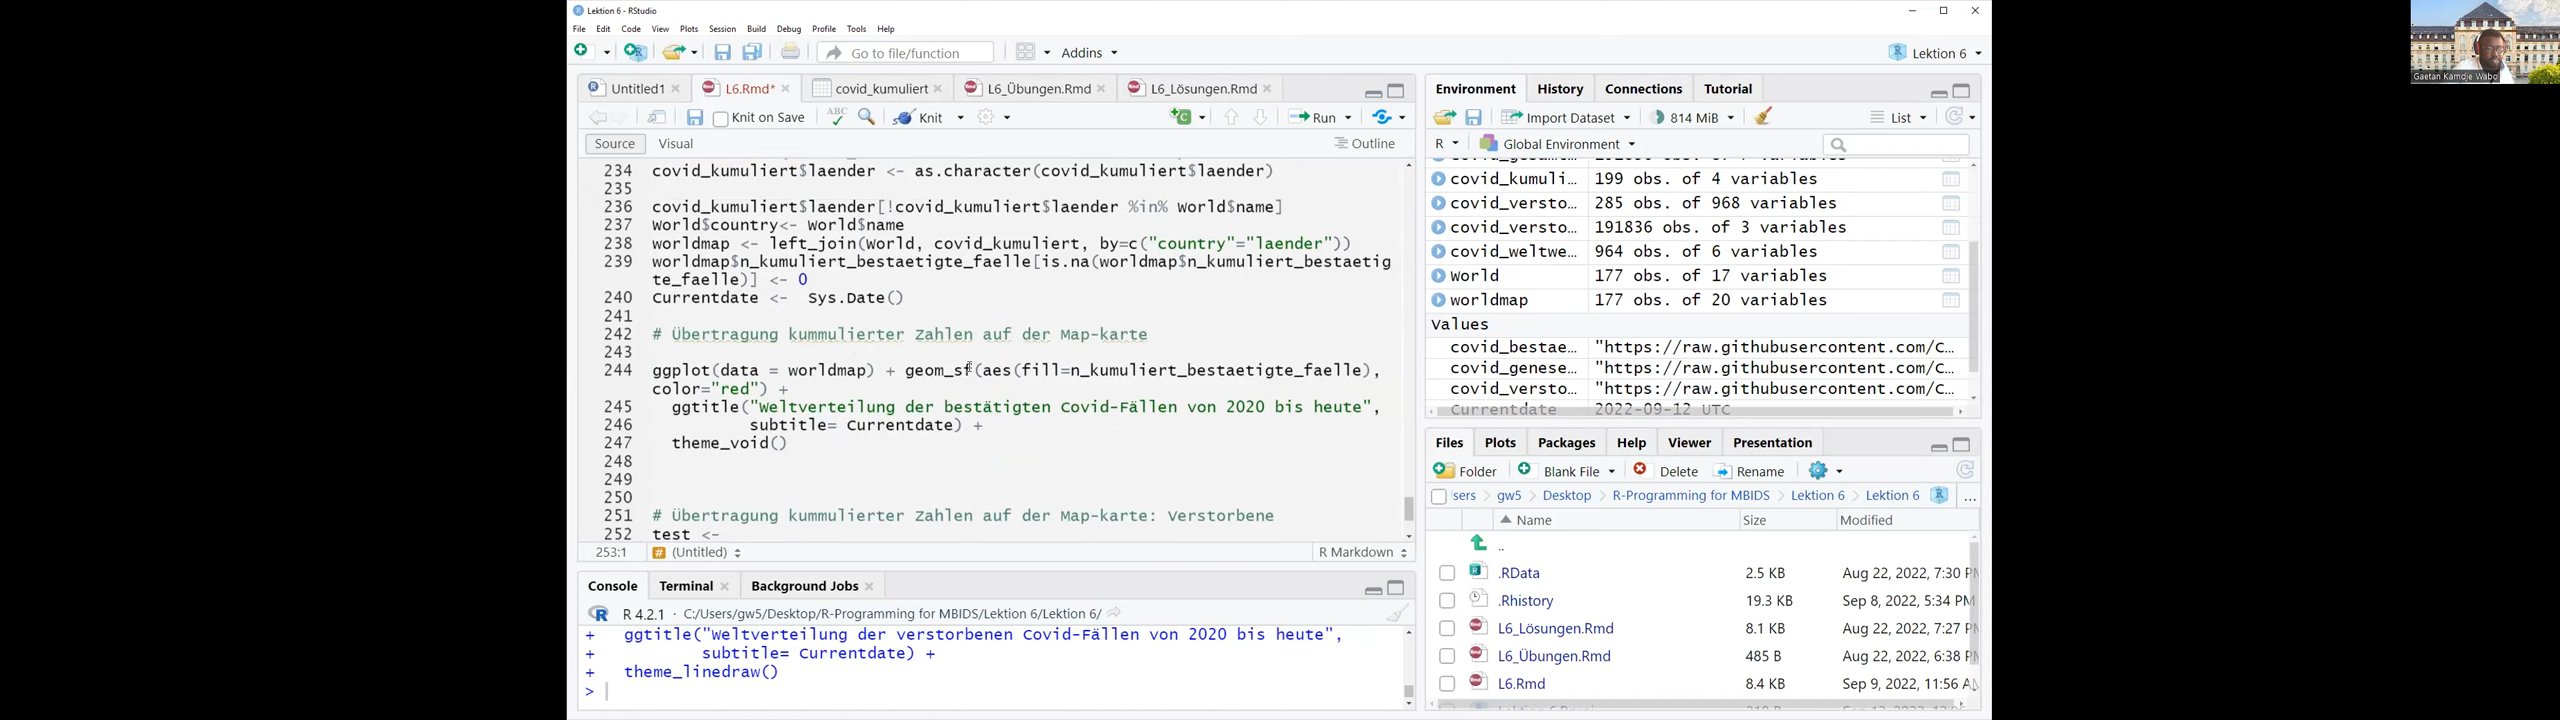 Lektion 6 - RStudio
File Edit Code View Plots Session Build Debug Profile Tools Help
Go to file/function Addins Lektion 6
Untitled1 L6.Rmd* covid_kumuliert L6_Übungen.Rmd L6_Lösungen.Rmd
Knit on Save ABC Knit Run
Source Visual Outline
234 covid_kumuliert$laender <- as.character(covid_kumuliert$laender)
235
236 covid_kumuliert$laender[!covid_kumuliert$laender %in% World$name]
237 world$country<- World$name
238 worldmap <- left_join(World, covid_kumuliert, by=c("country"="laender"))
239 worldmap$n_kumuliert_bestaetigte_faelle[is.na(worldmap$n_kumuliert_bestaetig
te_faelle)] <- 0
240 Currentdate <- Sys.Date()
241
242 # Übertragung kummulierter Zahlen auf der Map-karte
243
244 ggplot(data = worldmap) + geom_sf(aes(fill=n_kumuliert_bestaetigte_faelle),
color="red") +
245 ggtitle("Weltverteilung der bestätigten Covid-Fällen von 2020 bis heute",
246 subtitle= Currentdate) +
247 theme_void()
248
249
250
251 # Übertragung kummulierter Zahlen auf der Map-karte: Verstorbene
252 test <-
253:1 # (Untitled) R Markdown
Console Terminal Background Jobs
R 4.2.1 · C:/Users/gw5/Desktop/R-Programming for MBIDS/Lektion 6/Lektion 6/
+ ggtitle("Weltverteilung der verstorbenen Covid-Fällen von 2020 bis heute",
+ subtitle= Currentdate) +
+ theme_linedraw()
>
Environment History Connections Tutorial
Import Dataset 814 MiB List
R Global Environment
covid_kumuli… 199 obs. of 4 variables
covid_versto… 285 obs. of 968 variables
covid_versto… 191836 obs. of 3 variables
covid_weltwe… 964 obs. of 6 variables
World 177 obs. of 17 variables
worldmap 177 obs. of 20 variables
Values
covid_bestae… "https://raw.githubusercontent.com/C…
covid_genese… "https://raw.githubusercontent.com/C…
covid_versto… "https://raw.githubusercontent.com/C…
Currentdate 2022-09-12 UTC
Files Plots Packages Help Viewer Presentation
Folder Blank File Delete Rename
sers gw5 Desktop R-Programming for MBIDS Lektion 6 Lektion 6 ...
Name Size Modified
..
.RData 2.5 KB Aug 22, 2022, 7:30 P
.Rhistory 19.3 KB Sep 8, 2022, 5:34 PM
L6_Lösungen.Rmd 8.1 KB Aug 22, 2022, 7:27 P
L6_Übungen.Rmd 485 B Aug 22, 2022, 6:38 P
L6.Rmd 8.4 KB Sep 9, 2022, 11:56 A
Gaetan Kamdje Wabo